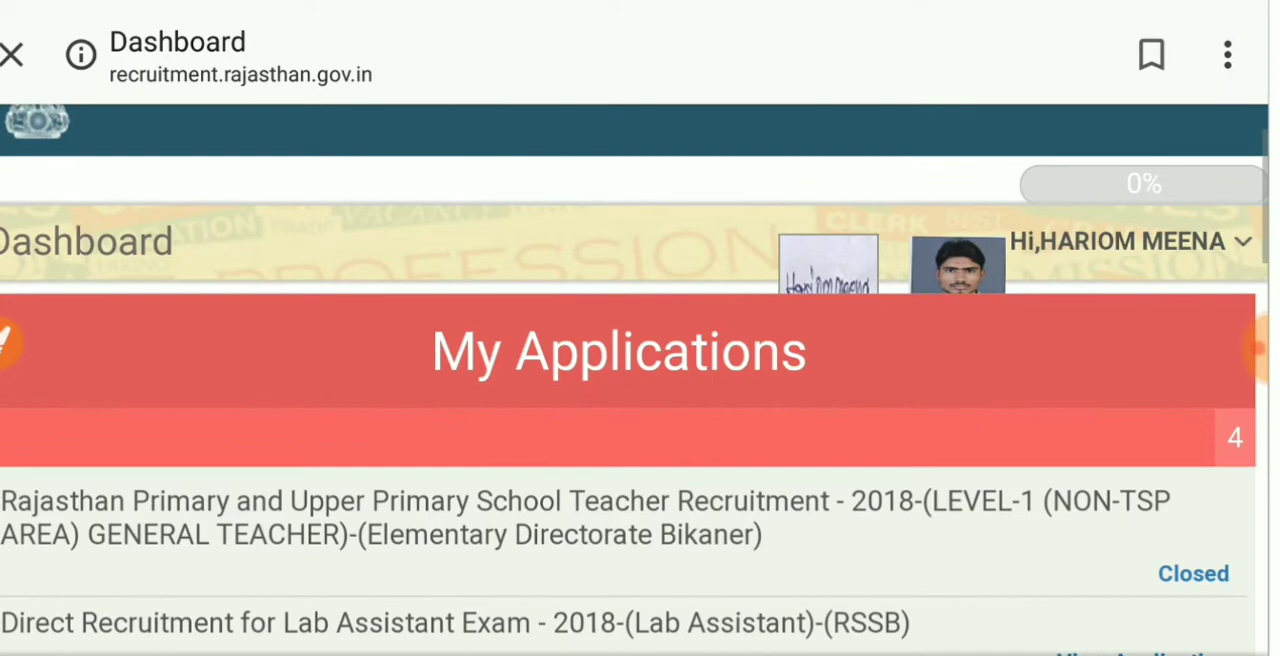 Dashboard
recruitment.rajasthan.gov.in
0%
Dashboard
PROFESSION
CLERK
Hi,HARIOM MEENA
My Applications
4
Rajasthan Primary and Upper Primary School Teacher Recruitment - 2018-(LEVEL-1 (NON-TSP
AREA) GENERAL TEACHER)-(Elementary Directorate Bikaner)
Closed
Direct Recruitment for Lab Assistant Exam - 2018-(Lab Assistant)-(RSSB)